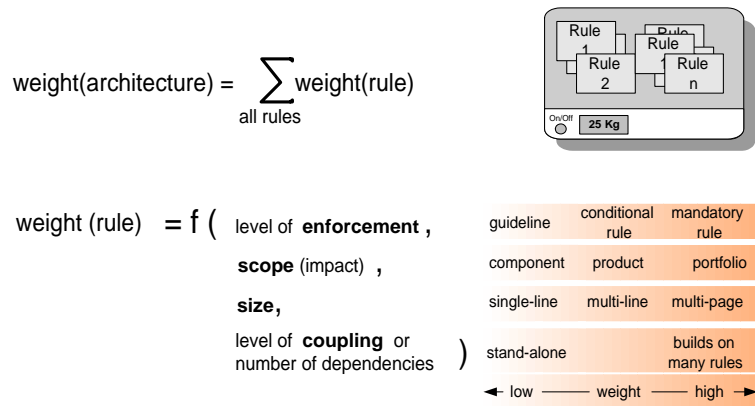 weight(architecture) = ∑ weight(rule)
all rules
Rule
1
Rule
Rule
1
Rule
2
Rule
n
On/Off
25 Kg
weight (rule) = f ( level of enforcement ,
scope (impact) ,
size,
level of coupling or
number of dependencies )
guideline conditional rule mandatory rule
component product portfolio
single-line multi-line multi-page
stand-alone builds on many rules
low weight high